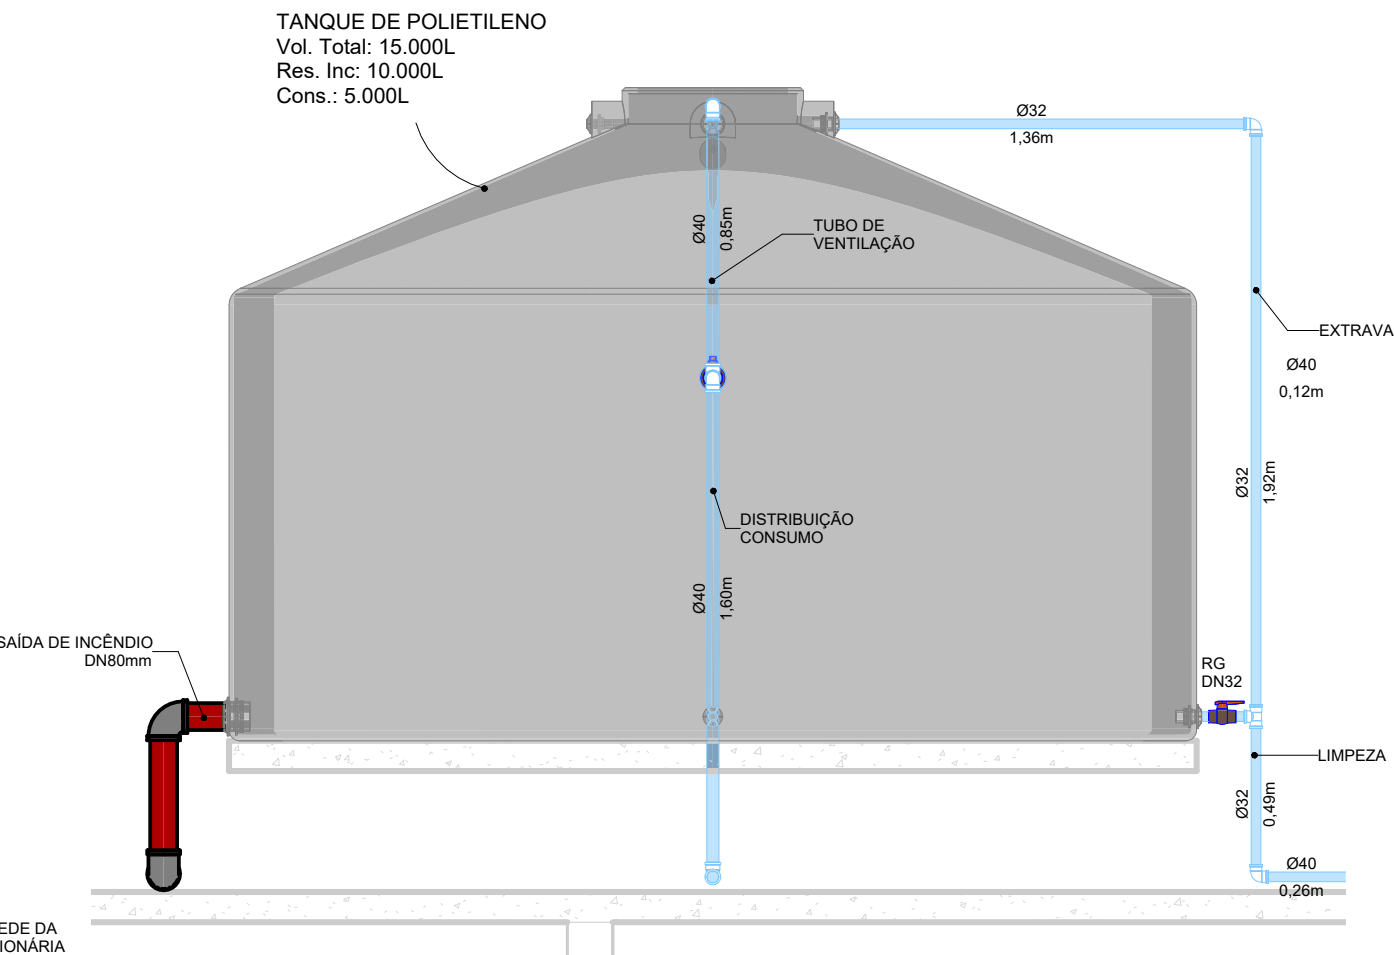 TANQUE DE POLIETILENO
Vol. Total: 15.000L
Res. Inc: 10.000L
Cons.: 5.000L
Ø32
1,36m
Ø40
0,85m
TUBO DE
VENTILAÇÃO
EXTRAVA
Ø40
0,12m
Ø32
1,92m
DISTRIBUIÇÃO
CONSUMO
Ø40
1,60m
SAÍDA DE INCÊNDIO
DN80mm
RG
DN32
LIMPEZA
Ø32
0,49m
Ø40
0,26m
EDE DA
IONÁRIA